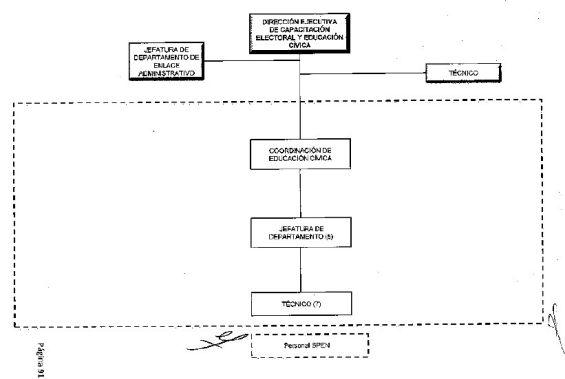 DIRECCIÓN EJECUTIVA
DE CAPACITACIÓN
ELECTORAL Y EDUCACIÓN
CÍVICA
JEFATURA DE
DEPARTAMENTO DE
ENLACE
ADMINISTRATIVO
TÉCNICO
COORDINACIÓN DE
EDUCACIÓN CÍVICA
JEFATURA DE
DEPARTAMENTO (5)
TÉCNICO (7)
Personal SPEN
Página 91